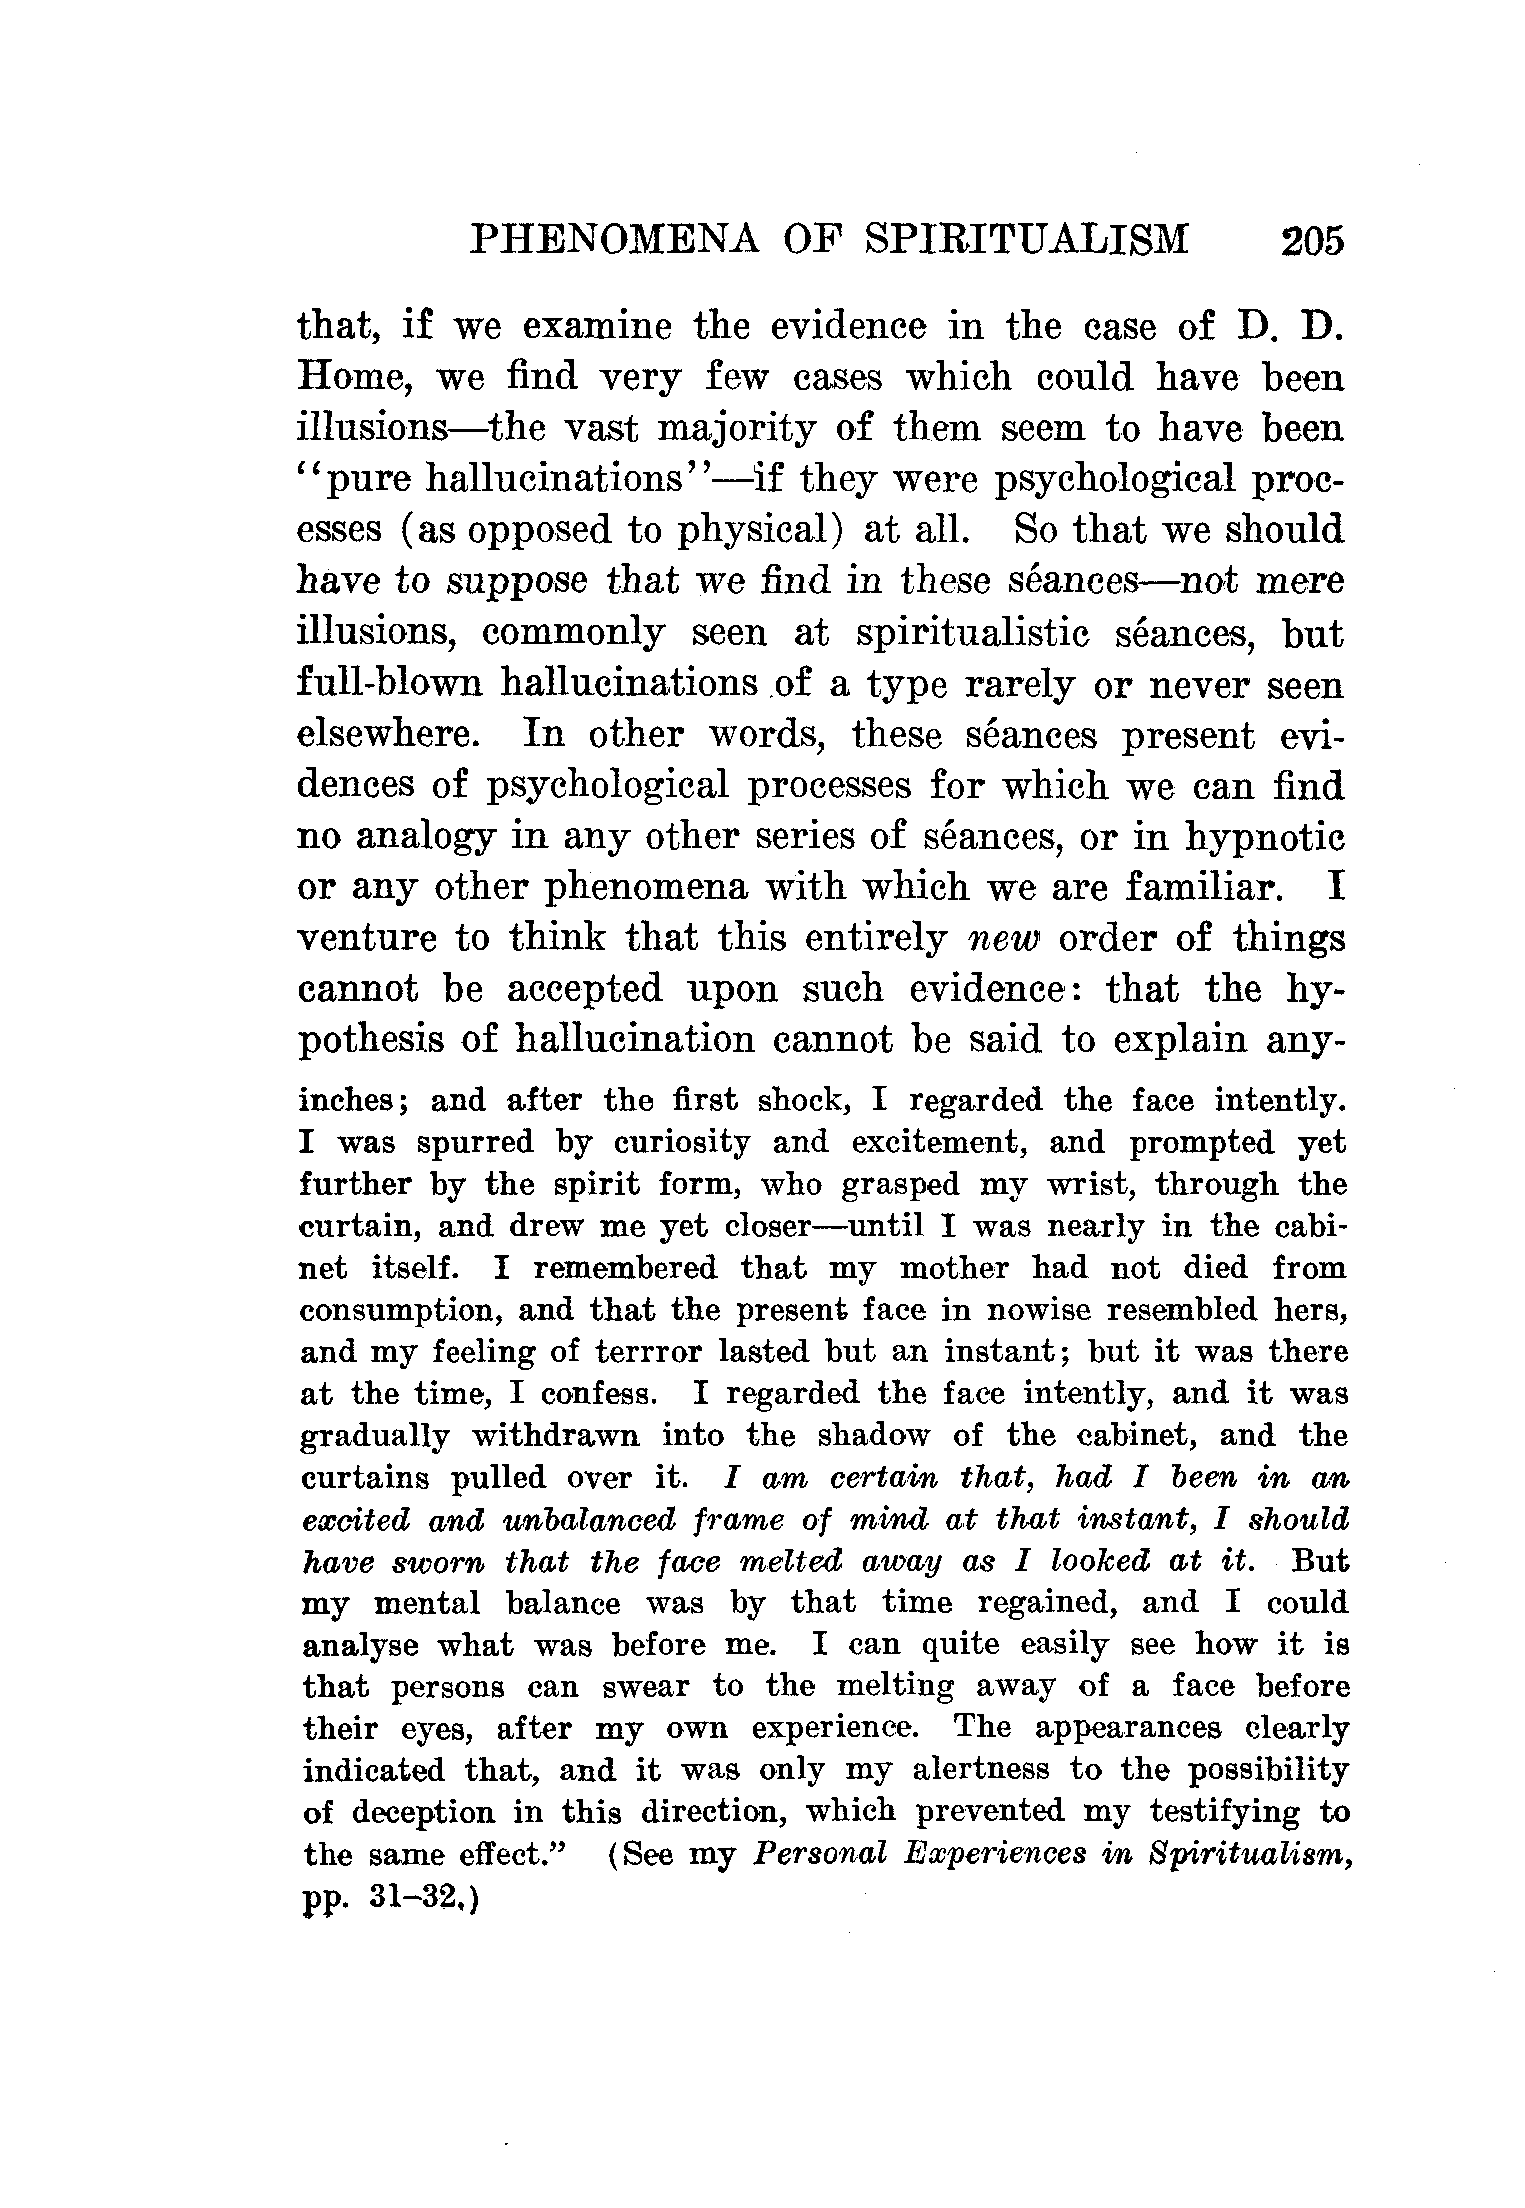 PHENOMENA OF SPIRITUALISM 205
that, if we examine the evidence in the case of D. D.
Home, we find very few cases which could have been
illusions—the vast majority of them seem to have been
‘‘pure hallucinations’’—if they were psychological proc-
esses (as opposed to physical) at all. So that we should
have to suppose that we find in these séances—not mere
illusions, commonly seen at spiritualistic séances, but
full-blown hallucinations of a type rarely or never seen
elsewhere. In other words, these séances present evi-
dences of psychological processes for which we can find
no analogy in any other series of séances, or in hypnotic
or any other phenomena with which we are familiar. I
venture to think that this entirely new order of things
cannot be accepted upon such evidence: that the hy-
pothesis of hallucination cannot be said to explain any-
inches; and after the first shock, I regarded the face intently.
I was spurred by curiosity and excitement, and prompted yet
further by the spirit form, who grasped my wrist, through the
curtain, and drew me yet closer—until I was nearly in the cabi-
net itself. I remembered that my mother had not died from
consumption, and that the present face in nowise resembled hers,
and my feeling of terrror lasted but an instant; but it was there
at the time, I confess. I regarded the face intently, and it was
gradually withdrawn into the shadow of the cabinet, and the
curtains pulled over it. I am certain that, had I been in an
excited and unbalanced frame of mind at that instant, I should
have sworn that the face melted away as I looked at it. But
my mental balance was by that time regained, and I could
analyse what was before me. I can quite easily see how it is
that persons can swear to the melting away of a face before
their eyes, after my own experience. The appearances clearly
indicated that, and it was only my alertness to the possibility
of deception in this direction, which prevented my testifying to
the same effect.” (See my Personal Experiences in Spiritualism,
pp. 31–32.)